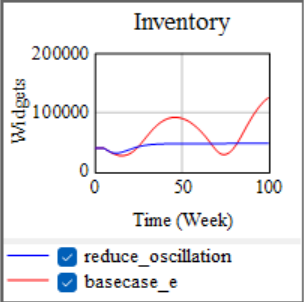 Inventory
200000
100000
0
Widgets
0 50 100
Time (Week)
reduce_oscillation
basecase_e